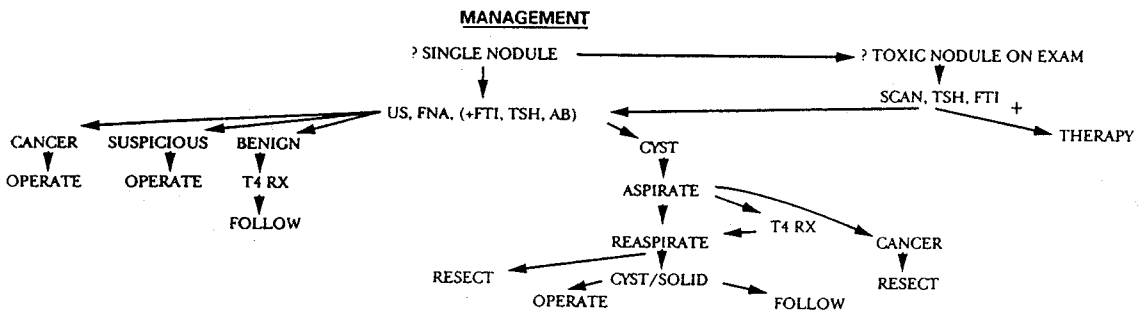 MANAGEMENT
? SINGLE NODULE ? TOXIC NODULE ON EXAM
SCAN, TSH, FTI +
US, FNA, (+FTI, TSH, AB)
THERAPY
CANCER SUSPICIOUS BENIGN CYST
OPERATE OPERATE T4 RX ASPIRATE
FOLLOW T4 RX
REASPIRATE CANCER
RESECT CYST/SOLID RESECT
OPERATE FOLLOW